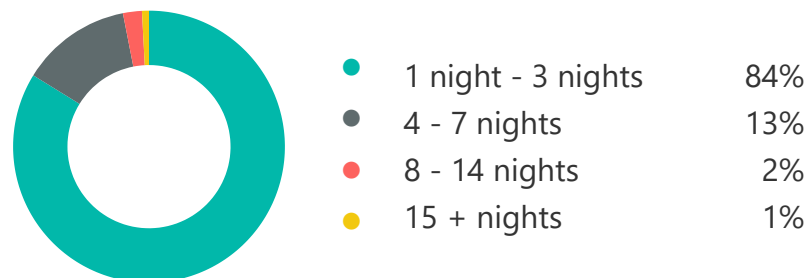 1 night - 3 nights 84%
4 - 7 nights 13%
8 - 14 nights 2%
15 + nights 1%